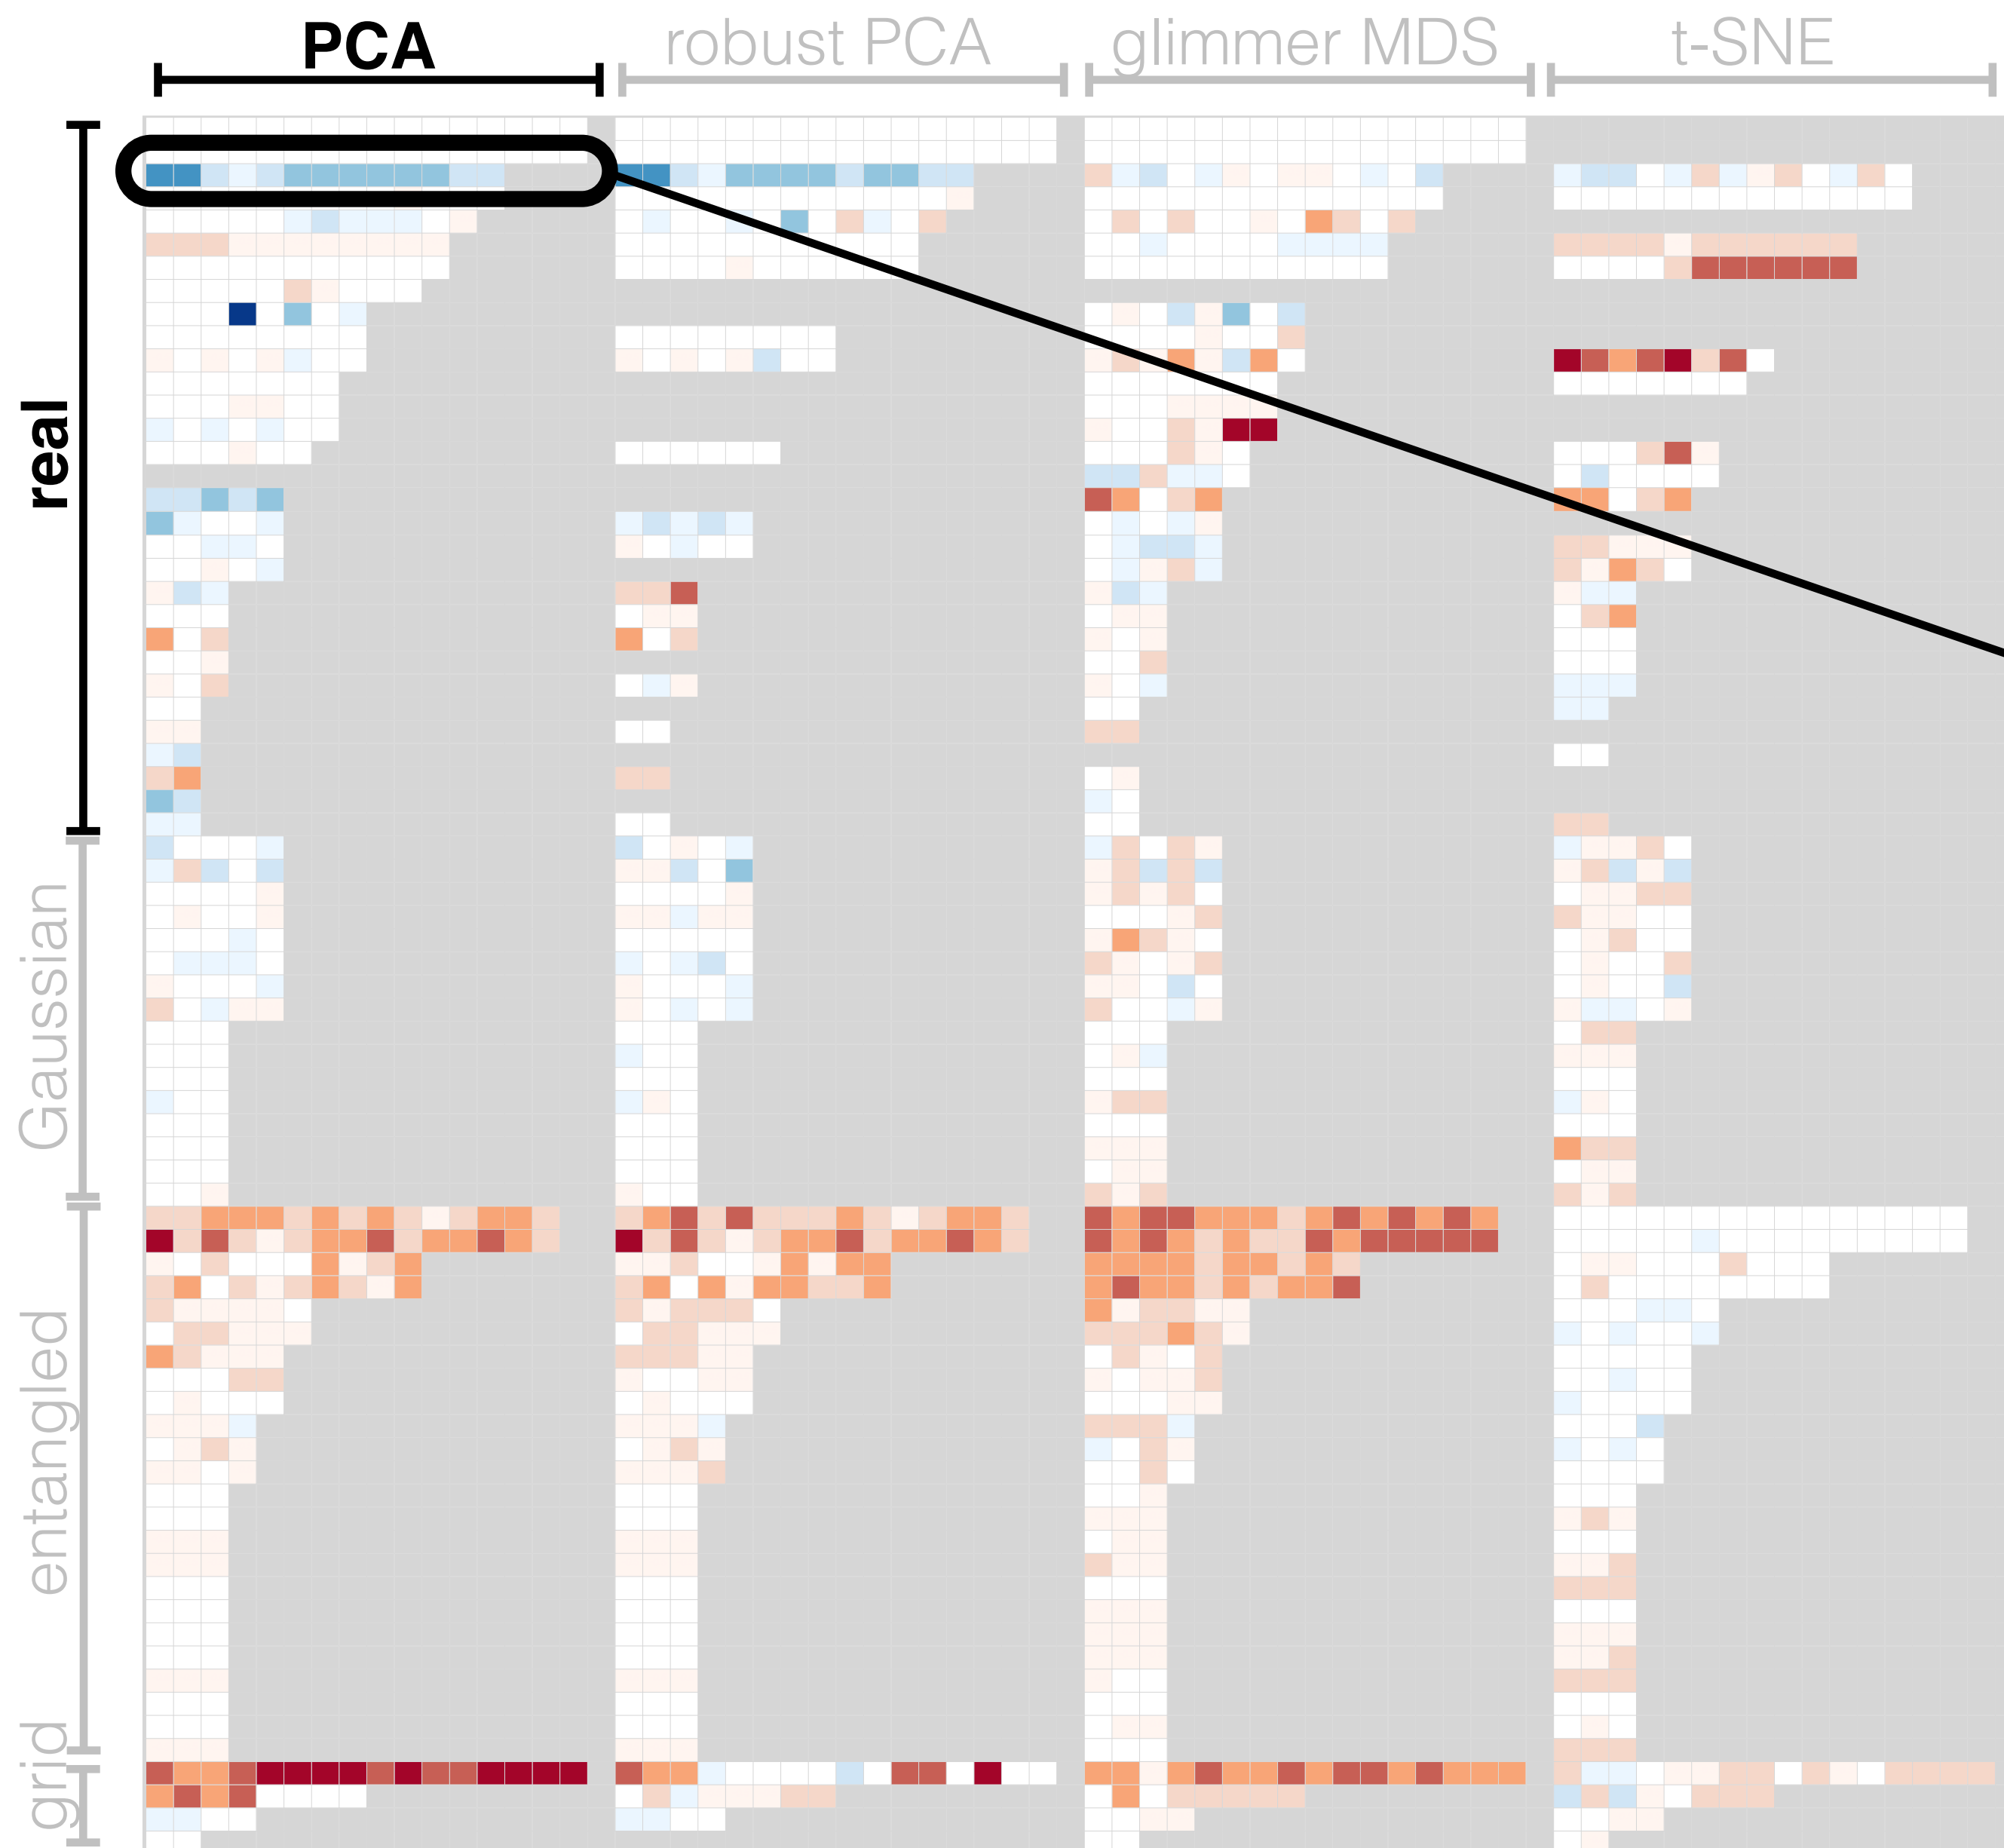 PCA
robust PCA
glimmer MDS
t-SNE
real
Gaussian
entangled
grid